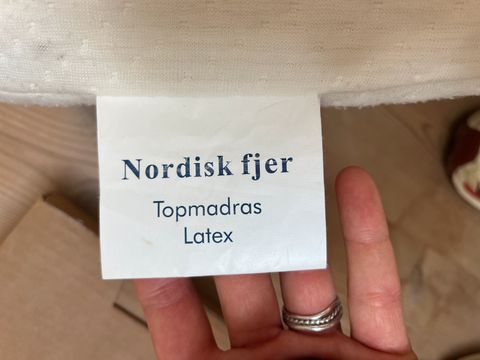 Nordisk fjer
Topmadras
Latex